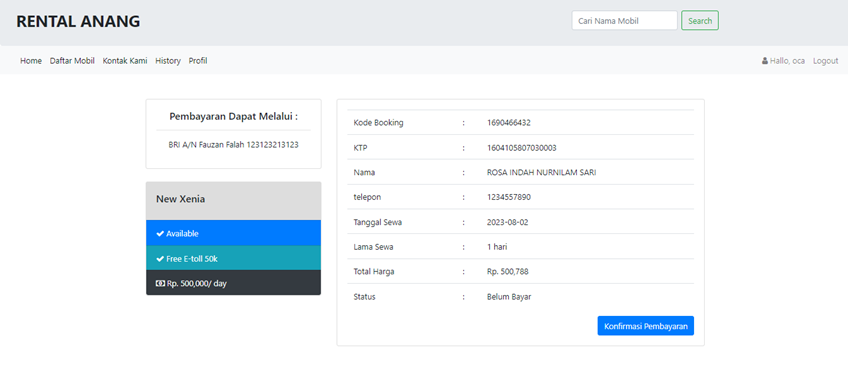 RENTAL ANANG
Cari Nama Mobil
Search
Home Daftar Mobil Kontak Kami History Profil
Hallo, oca Logout
Pembayaran Dapat Melalui :
BRI A/N Fauzan Falah 123123213123
New Xenia
Available
Free E-toll 50k
Rp. 500,000/ day
Kode Booking : 1690466432
KTP : 1604105807030003
Nama : ROSA INDAH NURNILAM SARI
telepon : 1234557890
Tanggal Sewa : 2023-08-02
Lama Sewa : 1 hari
Total Harga : Rp. 500,788
Status : Belum Bayar
Konfirmasi Pembayaran